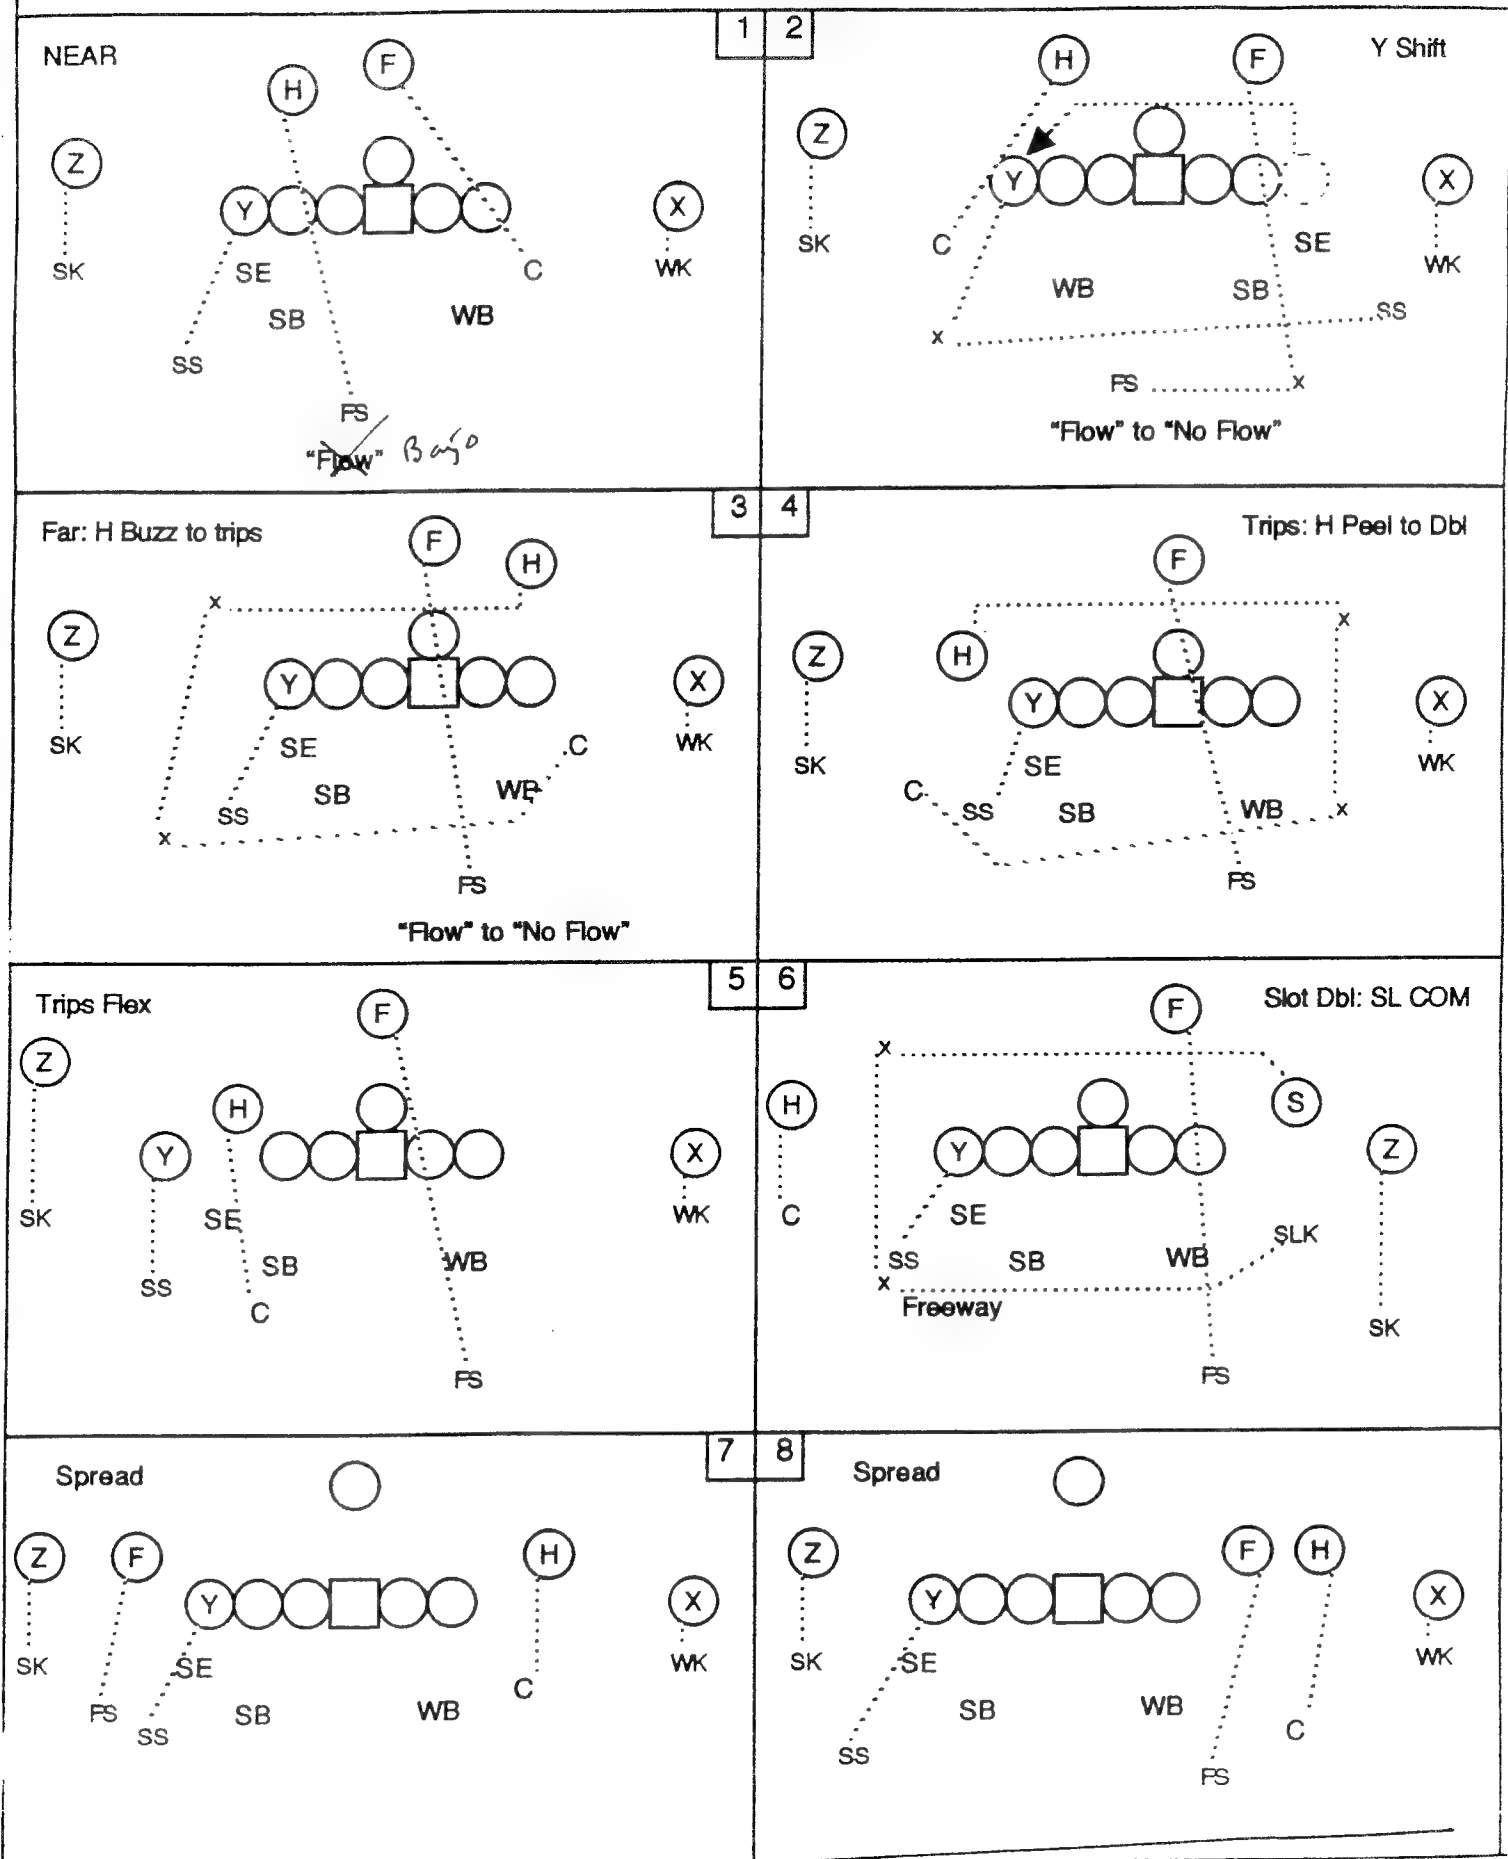 1
NEAR
H
F
Z
Y
X
SK
SE
C
WK
SB
WB
SS
FS
"Flow" Banjo
2
Y Shift
H
F
Z
Y
X
SK
C
SE
WK
WB
SB
SS
x
FS
x
"Flow" to "No Flow"
3
Far: H Buzz to trips
F
H
x
Z
Y
X
SK
SE
C
WK
SB
WB
SS
x
FS
"Flow" to "No Flow"
4
Trips: H Peel to Dbl
F
x
Z
H
Y
X
SK
SE
WK
C
SS
SB
WB
x
FS
5
Trips Flex
F
Z
H
Y
X
SK
SE
WK
SS
SB
WB
C
FS
6
Slot Dbl: SL COM
F
x
H
S
Y
Z
C
SE
SLK
SS
SB
WB
x
Freeway
SK
FS
7
Spread
Z
F
H
Y
X
SK
SE
WK
FS
SS
SB
WB
C
8
Spread
Z
F
H
Y
X
SK
SE
WK
SB
WB
C
SS
FS